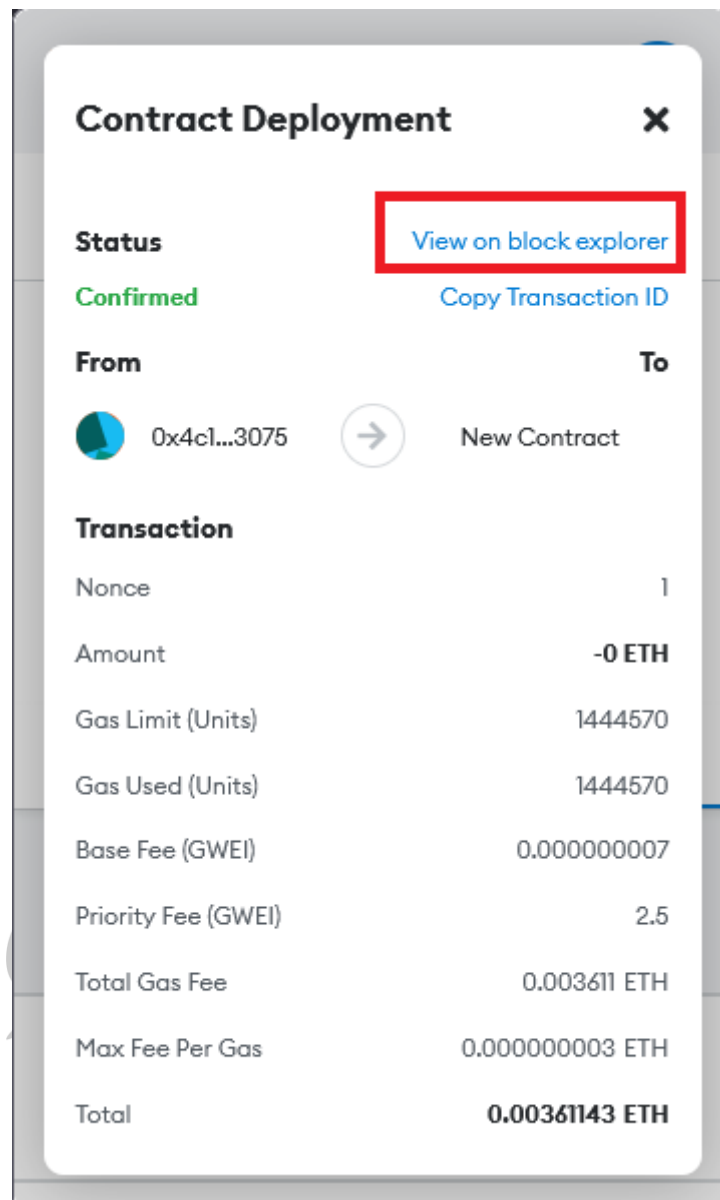 Contract Deployment
Status View on block explorer
Confirmed Copy Transaction ID
From To
0x4c1...3075 New Contract
Transaction
Nonce 1
Amount -0 ETH
Gas Limit (Units) 1444570
Gas Used (Units) 1444570
Base Fee (GWEI) 0.000000007
Priority Fee (GWEI) 2.5
Total Gas Fee 0.003611 ETH
Max Fee Per Gas 0.000000003 ETH
Total 0.00361143 ETH